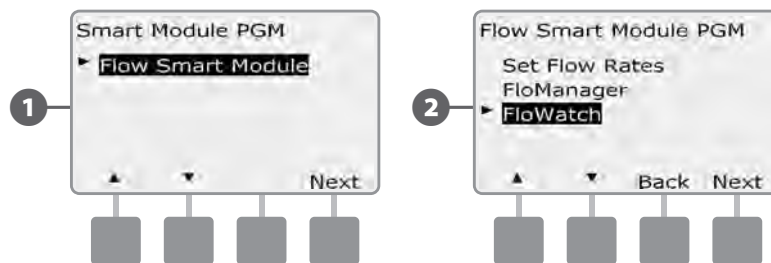 1
Smart Module PGM
Flow Smart Module
Next
2
Flow Smart Module PGM
Set Flow Rates
FloManager
FloWatch
Back Next